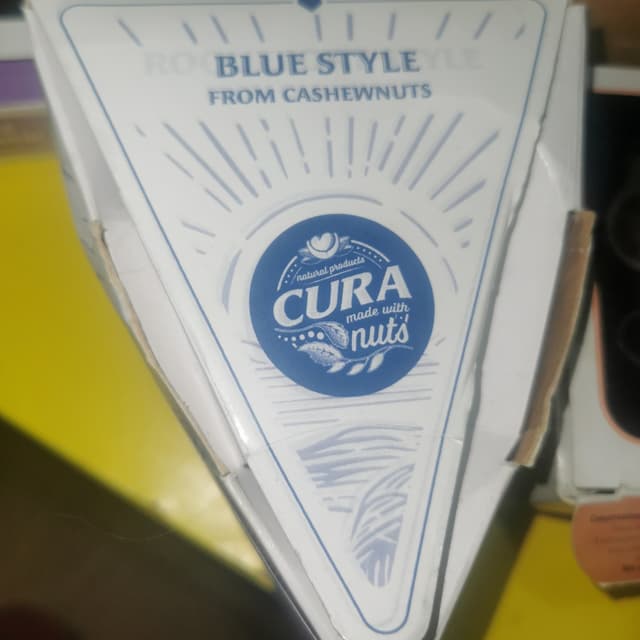 BLUE STYLE
FROM CASHEWNUTS
natural products
CURA
made with
nuts